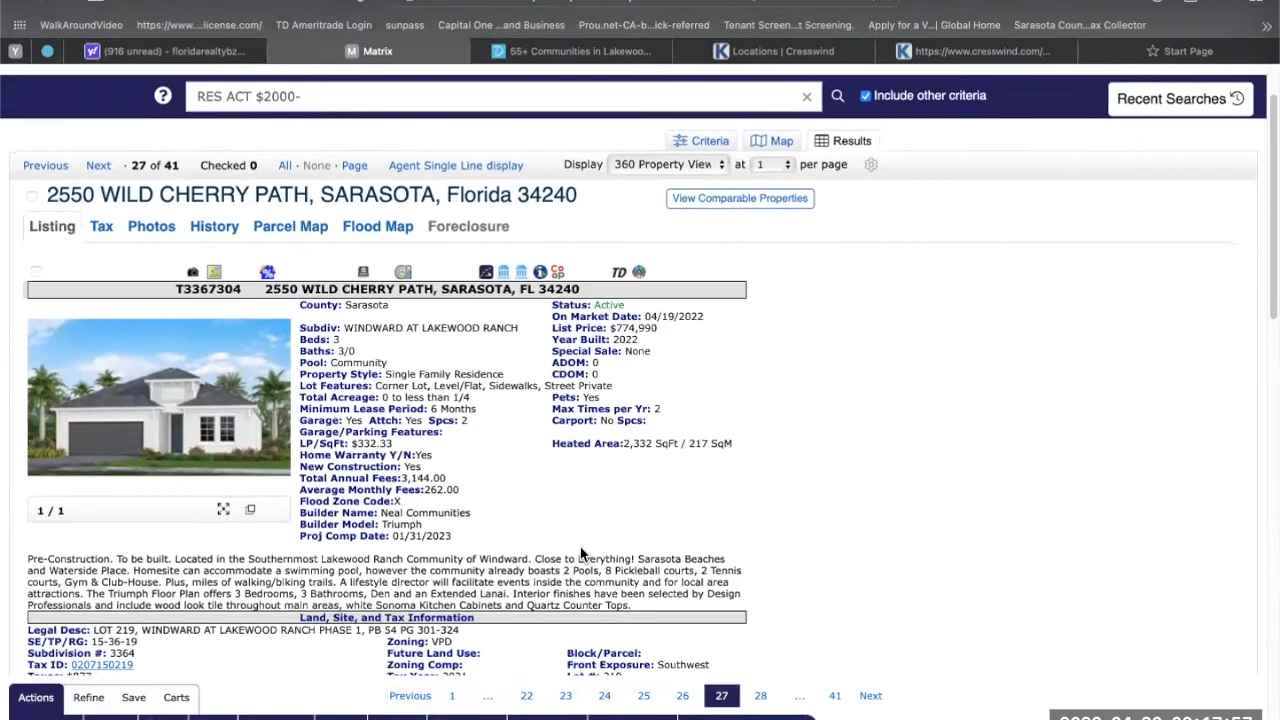 WalkAroundVideo https://www....license.com/ TD Ameritrade Login sunpass Capital One ...and Business Prou.net-CA-b...ick-referred Tenant Screen...t Screening. Apply for a V...| Global Home Sarasota Coun...ax Collector
Y (916 unread) - floridarealtybz... M Matrix 55+ Communities in Lakewoo... K Locations | Cresswind K https://www.cresswind.com/... Start Page
? RES ACT $2000- Include other criteria Recent Searches
Criteria Map Results
Previous Next · 27 of 41 Checked 0 All · None · Page Agent Single Line display Display 360 Property View at 1 per page
2550 WILD CHERRY PATH, SARASOTA, Florida 34240 View Comparable Properties
Listing Tax Photos History Parcel Map Flood Map Foreclosure
TD
T3367304 2550 WILD CHERRY PATH, SARASOTA, FL 34240
County: Sarasota Status: Active
On Market Date: 04/19/2022
Subdiv: WINDWARD AT LAKEWOOD RANCH List Price: $774,990
Beds: 3 Year Built: 2022
Baths: 3/0 Special Sale: None
Pool: Community ADOM: 0
Property Style: Single Family Residence CDOM: 0
Lot Features: Corner Lot, Level/Flat, Sidewalks, Street Private
Total Acreage: 0 to less than 1/4 Pets: Yes
Minimum Lease Period: 6 Months Max Times per Yr: 2
Garage: Yes Attch: Yes Spcs: 2 Carport: No Spcs:
Garage/Parking Features:
LP/SqFt: $332.33 Heated Area:2,332 SqFt / 217 SqM
Home Warranty Y/N:Yes
New Construction: Yes
Total Annual Fees:3,144.00
Average Monthly Fees:262.00
Flood Zone Code:X
1 / 1 Builder Name: Neal Communities
Builder Model: Triumph
Proj Comp Date: 01/31/2023
Pre-Construction. To be built. Located in the Southernmost Lakewood Ranch Community of Windward. Close to Everything! Sarasota Beaches
and Waterside Place. Homesite can accommodate a swimming pool, however the community already boasts 2 Pools, 8 Pickleball courts, 2 Tennis
courts, Gym & Club-House. Plus, miles of walking/biking trails. A lifestyle director will facilitate events inside the community and for local area
attractions. The Triumph Floor Plan offers 3 Bedrooms, 3 Bathrooms, Den and an Extended Lanai. Interior finishes have been selected by Design
Professionals and include wood look tile throughout main areas, white Sonoma Kitchen Cabinets and Quartz Counter Tops.
Land, Site, and Tax Information
Legal Desc: LOT 219, WINDWARD AT LAKEWOOD RANCH PHASE 1, PB 54 PG 301-324
SE/TP/RG: 15-36-19 Zoning: VPD
Subdivision #: 3364 Future Land Use: Block/Parcel:
Tax ID: 0207150219 Zoning Comp: Front Exposure: Southwest
Actions Refine Save Carts Previous 1 ... 22 23 24 25 26 27 28 ... 41 Next